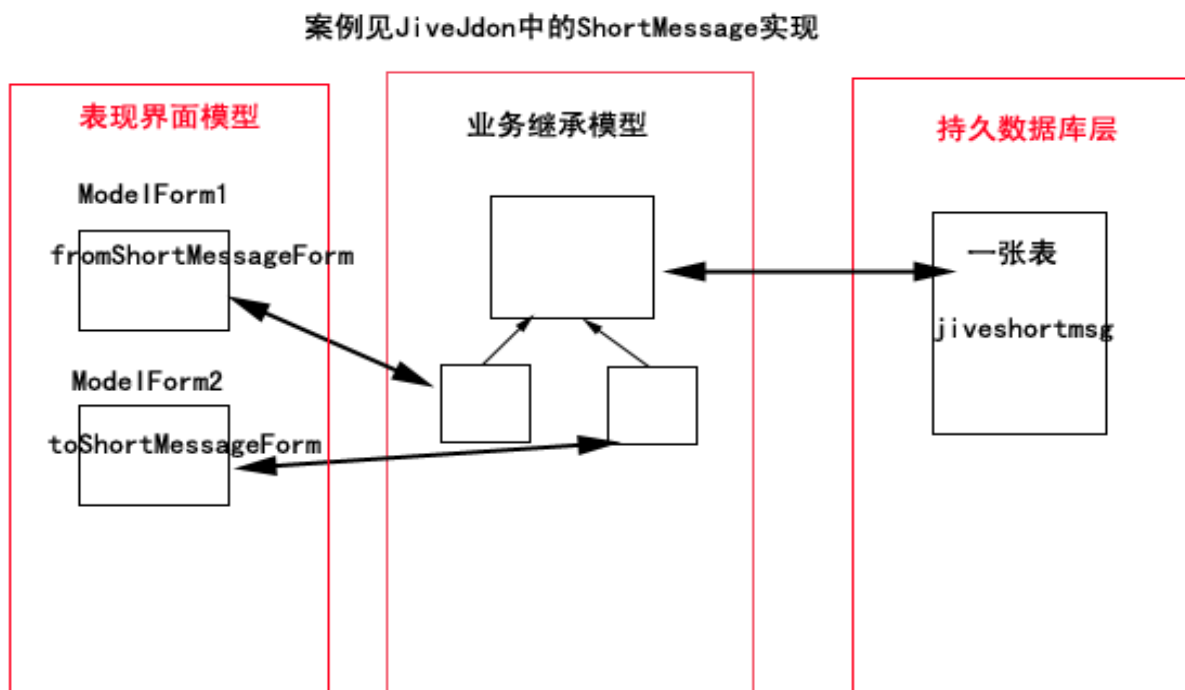 案例见JiveJdon中的ShortMessage实现
表现界面模型
ModelForm1
fromShortMessageForm
ModelForm2
toShortMessageForm
业务继承模型
持久数据库层
一张表
jiveshortmsg